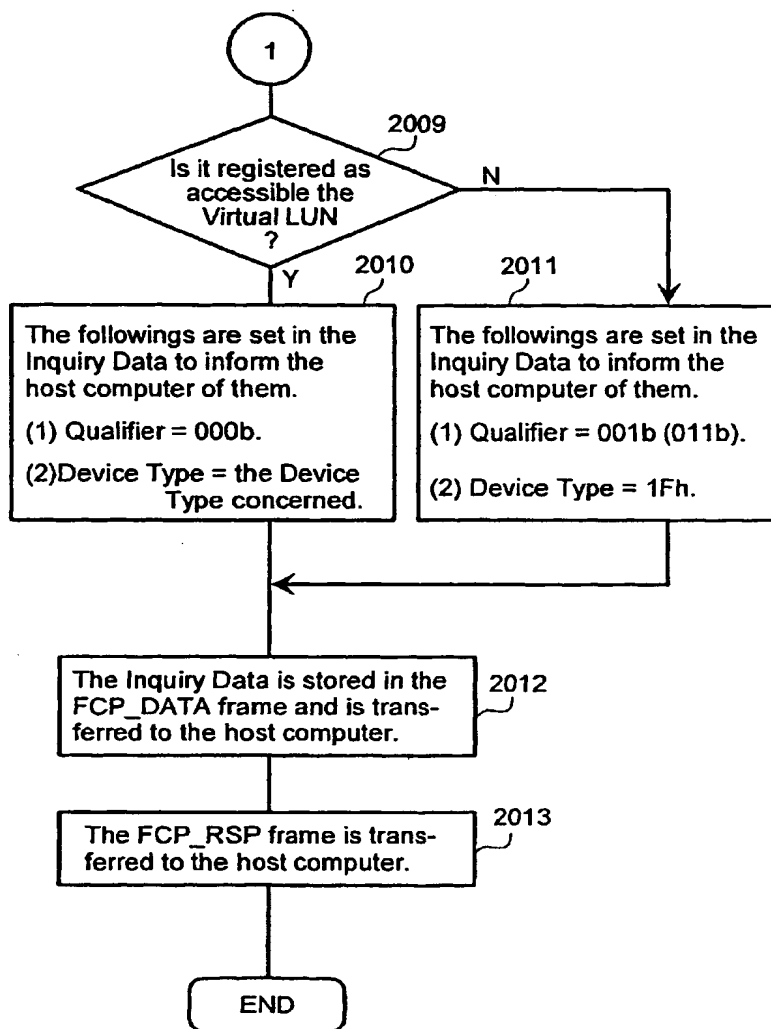 1
2009
Is it registered as
accessible the
Virtual LUN
?
N
Y
2010
The followings are set in the
Inquiry Data to inform the
host computer of them.
(1) Qualifier = 000b.
(2)Device Type = the Device
Type concerned.
2011
The followings are set in the
Inquiry Data to inform the
host computer of them.
(1) Qualifier = 001b (011b).
(2) Device Type = 1Fh.
The Inquiry Data is stored in the
FCP_DATA frame and is trans-
ferred to the host computer.
2012
The FCP_RSP frame is trans-
ferred to the host computer.
2013
END